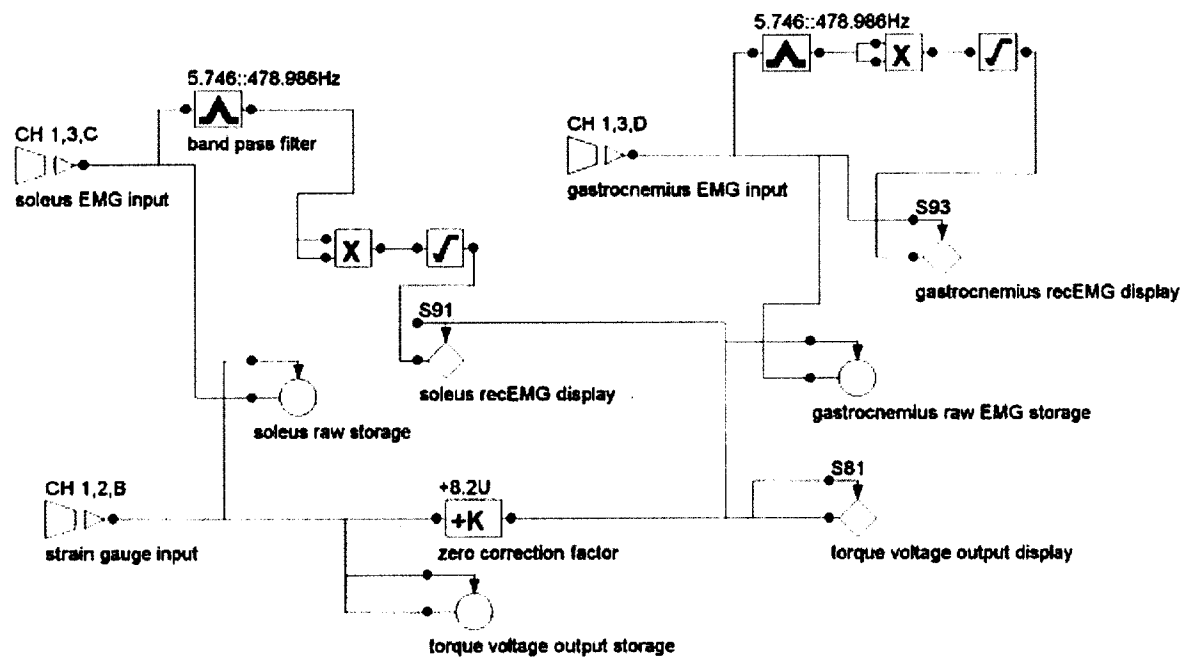 5.746::478.986Hz
X
5.746::478.986Hz
band pass filter
CH 1,3,C
soleus EMG input
CH 1,3,D
gastrocnemius EMG input
X
S93
gastrocnemius recEMG display
S91
soleus recEMG display
soleus raw storage
gastrocnemius raw EMG storage
CH 1,2,B
strain gauge input
+8.2U
+K
zero correction factor
S81
torque voltage output display
torque voltage output storage